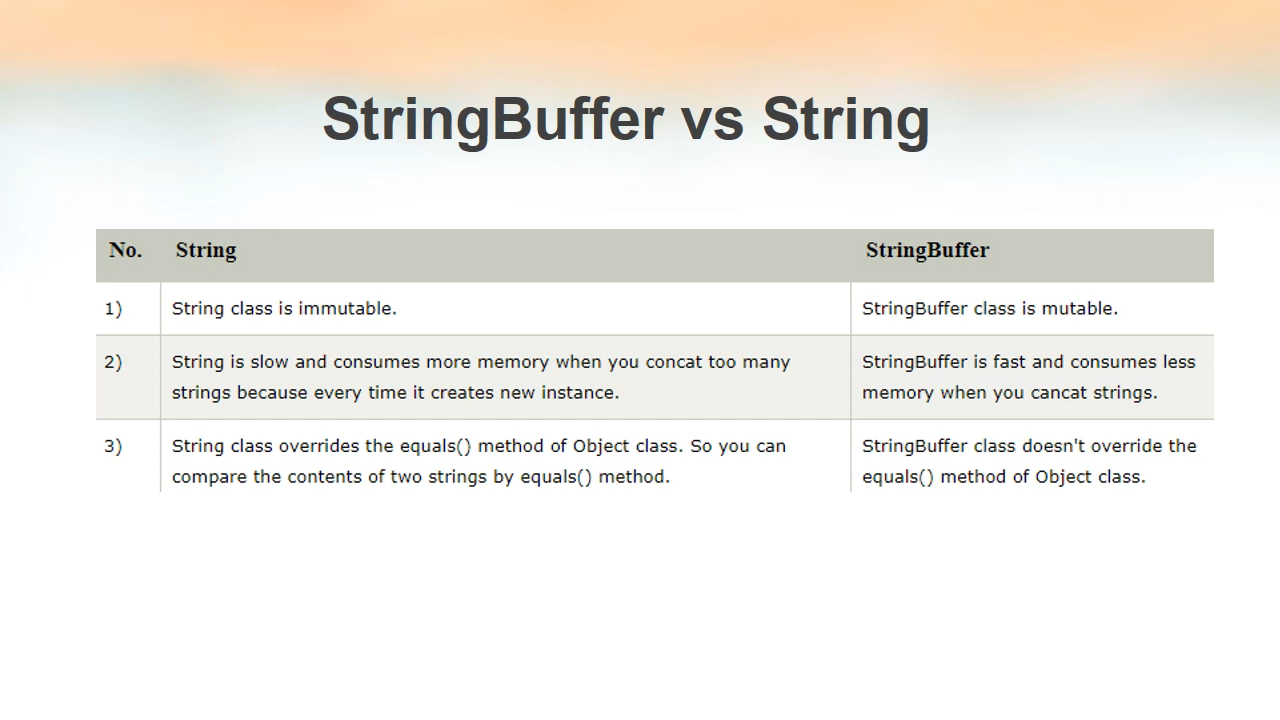 StringBuffer vs String
No. String StringBuffer
1) String class is immutable. StringBuffer class is mutable.
2) String is slow and consumes more memory when you concat too many StringBuffer is fast and consumes less
strings because every time it creates new instance. memory when you cancat strings.
3) String class overrides the equals() method of Object class. So you can StringBuffer class doesn't override the
compare the contents of two strings by equals() method. equals() method of Object class.